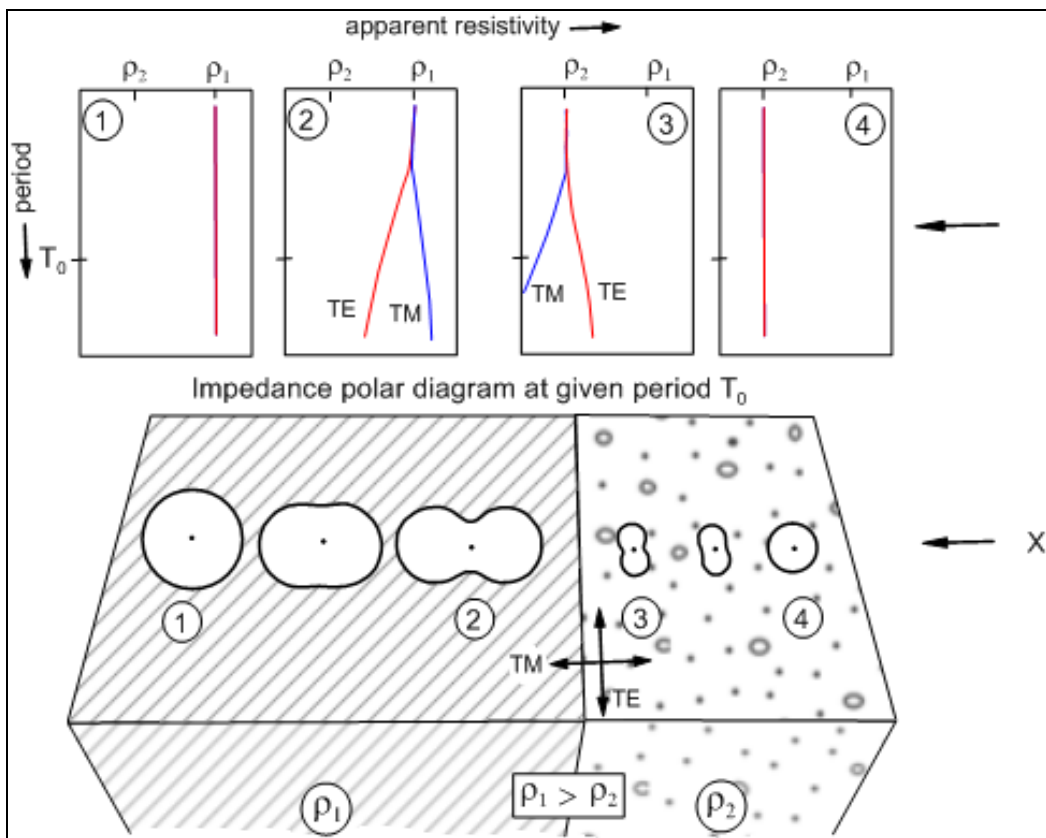 apparent resistivity
ρ2 ρ1 ρ2 ρ1 ρ2 ρ1 ρ2 ρ1
1 2 3 4
period
T0
TE TM TM TE
Impedance polar diagram at given period T0
X
1 2 3 4
TM
TE
ρ1 ρ1 > ρ2 ρ2